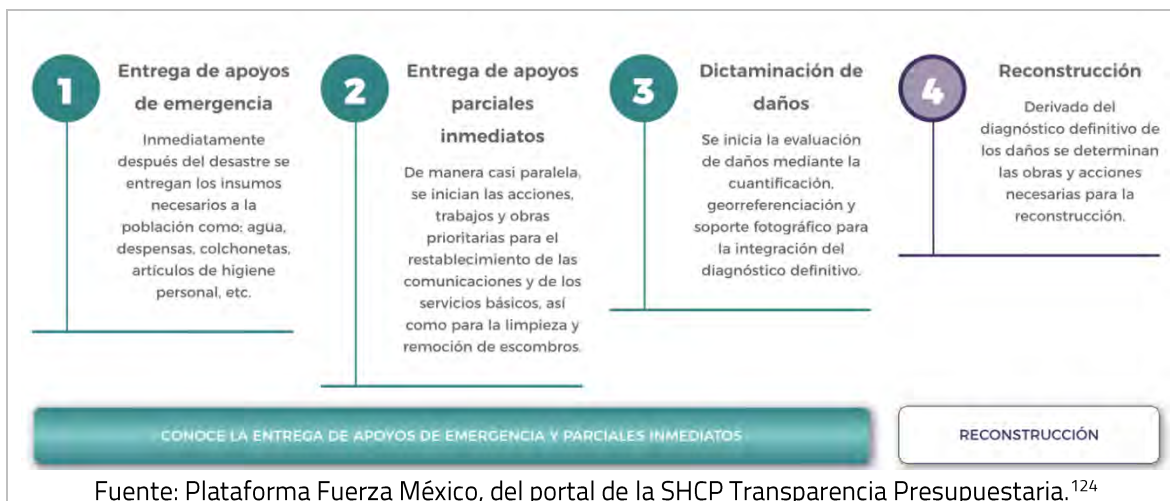 1
Entrega de apoyos
de emergencia
Inmediatamente
después del desastre se
entregan los insumos
necesarios a la
población como: agua,
despensas, colchonetas,
artículos de higiene
personal, etc.
2
Entrega de apoyos
parciales
inmediatos
De manera casi paralela,
se inician las acciones,
trabajos y obras
prioritarias para el
restablecimiento de las
comunicaciones y de los
servicios básicos, así
como para la limpieza y
remoción de escombros.
3
Dictaminación de
daños
Se inicia la evaluación
de daños mediante la
cuantificación,
georreferenciación y
soporte fotográfico para
la integración del
diagnóstico definitivo.
4
Reconstrucción
Derivado del
diagnóstico definitivo de
los daños se determinan
las obras y acciones
necesarias para la
reconstrucción.
CONOCE LA ENTREGA DE APOYOS DE EMERGENCIA Y PARCIALES INMEDIATOS
RECONSTRUCCIÓN
Fuente: Plataforma Fuerza México, del portal de la SHCP Transparencia Presupuestaria.¹²⁴